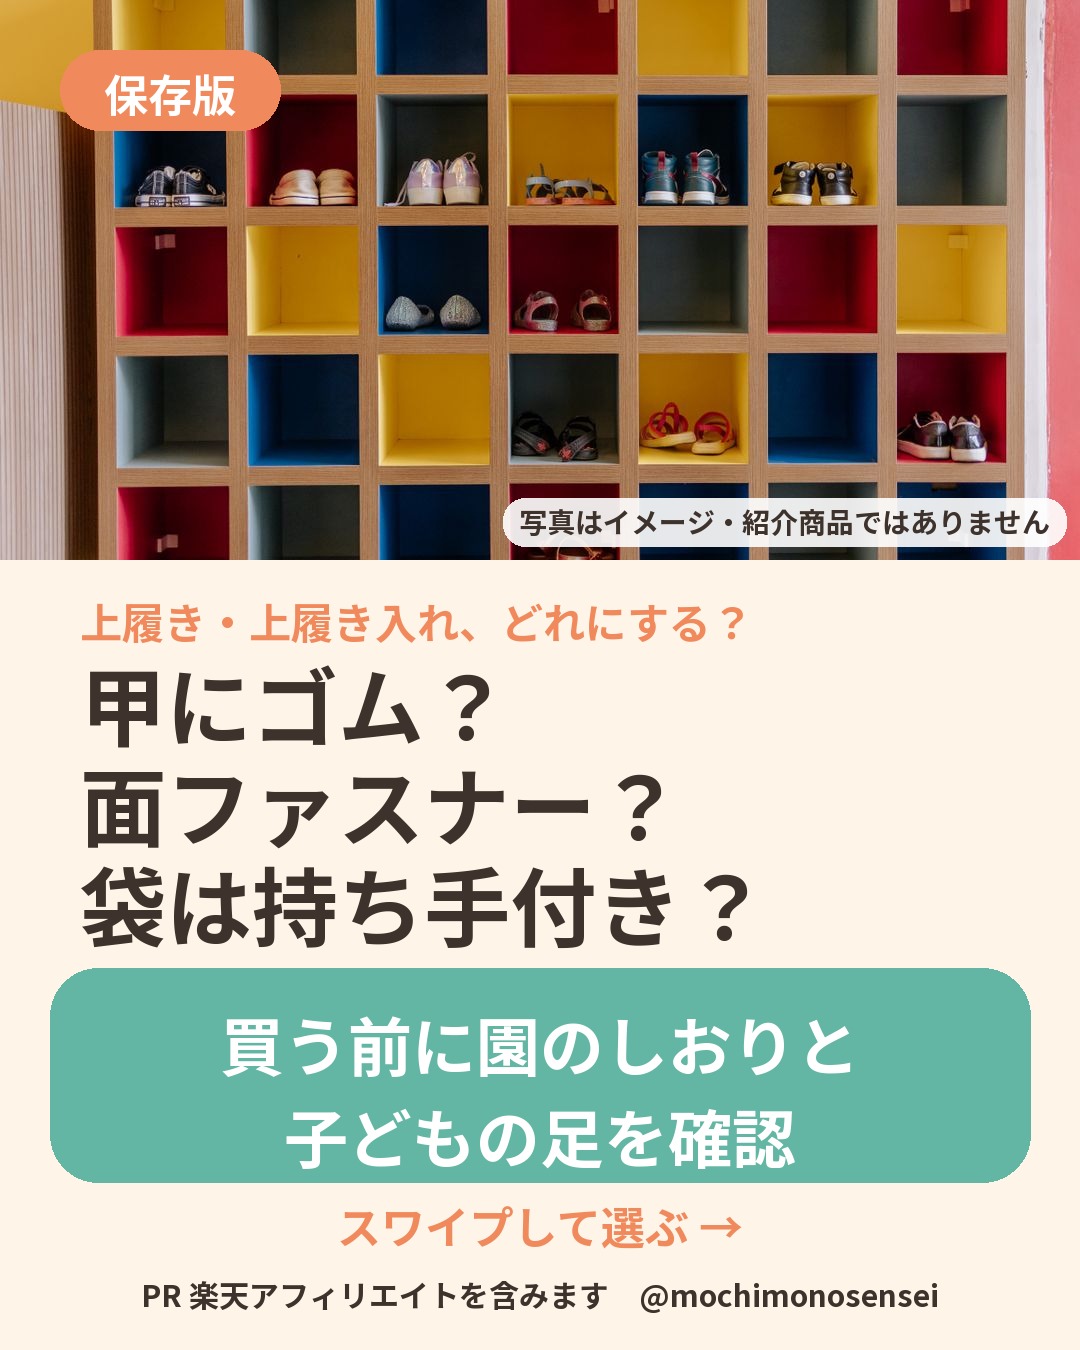 保存版
写真はイメージ・紹介商品ではありません
上履き・上履き入れ、どれにする？
甲にゴム？
面ファスナー？
袋は持ち手付き？
買う前に園のしおりと
子どもの足を確認
スワイプして選ぶ →
PR 楽天アフィリエイトを含みます　@mochimonosensei